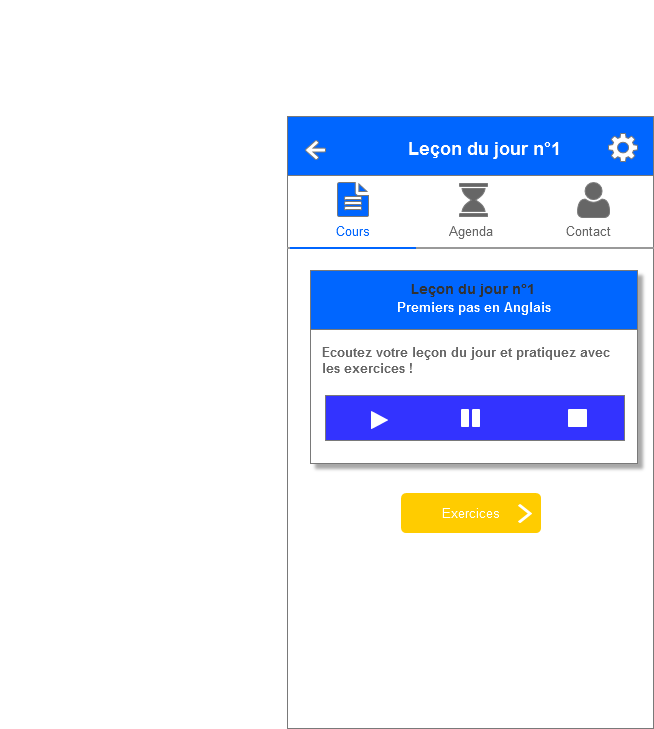 Leçon du jour n°1
Cours
Agenda
Contact
Leçon du jour n°1
Premiers pas en Anglais
Ecoutez votre leçon du jour et pratiquez avec
les exercices !
Exercices